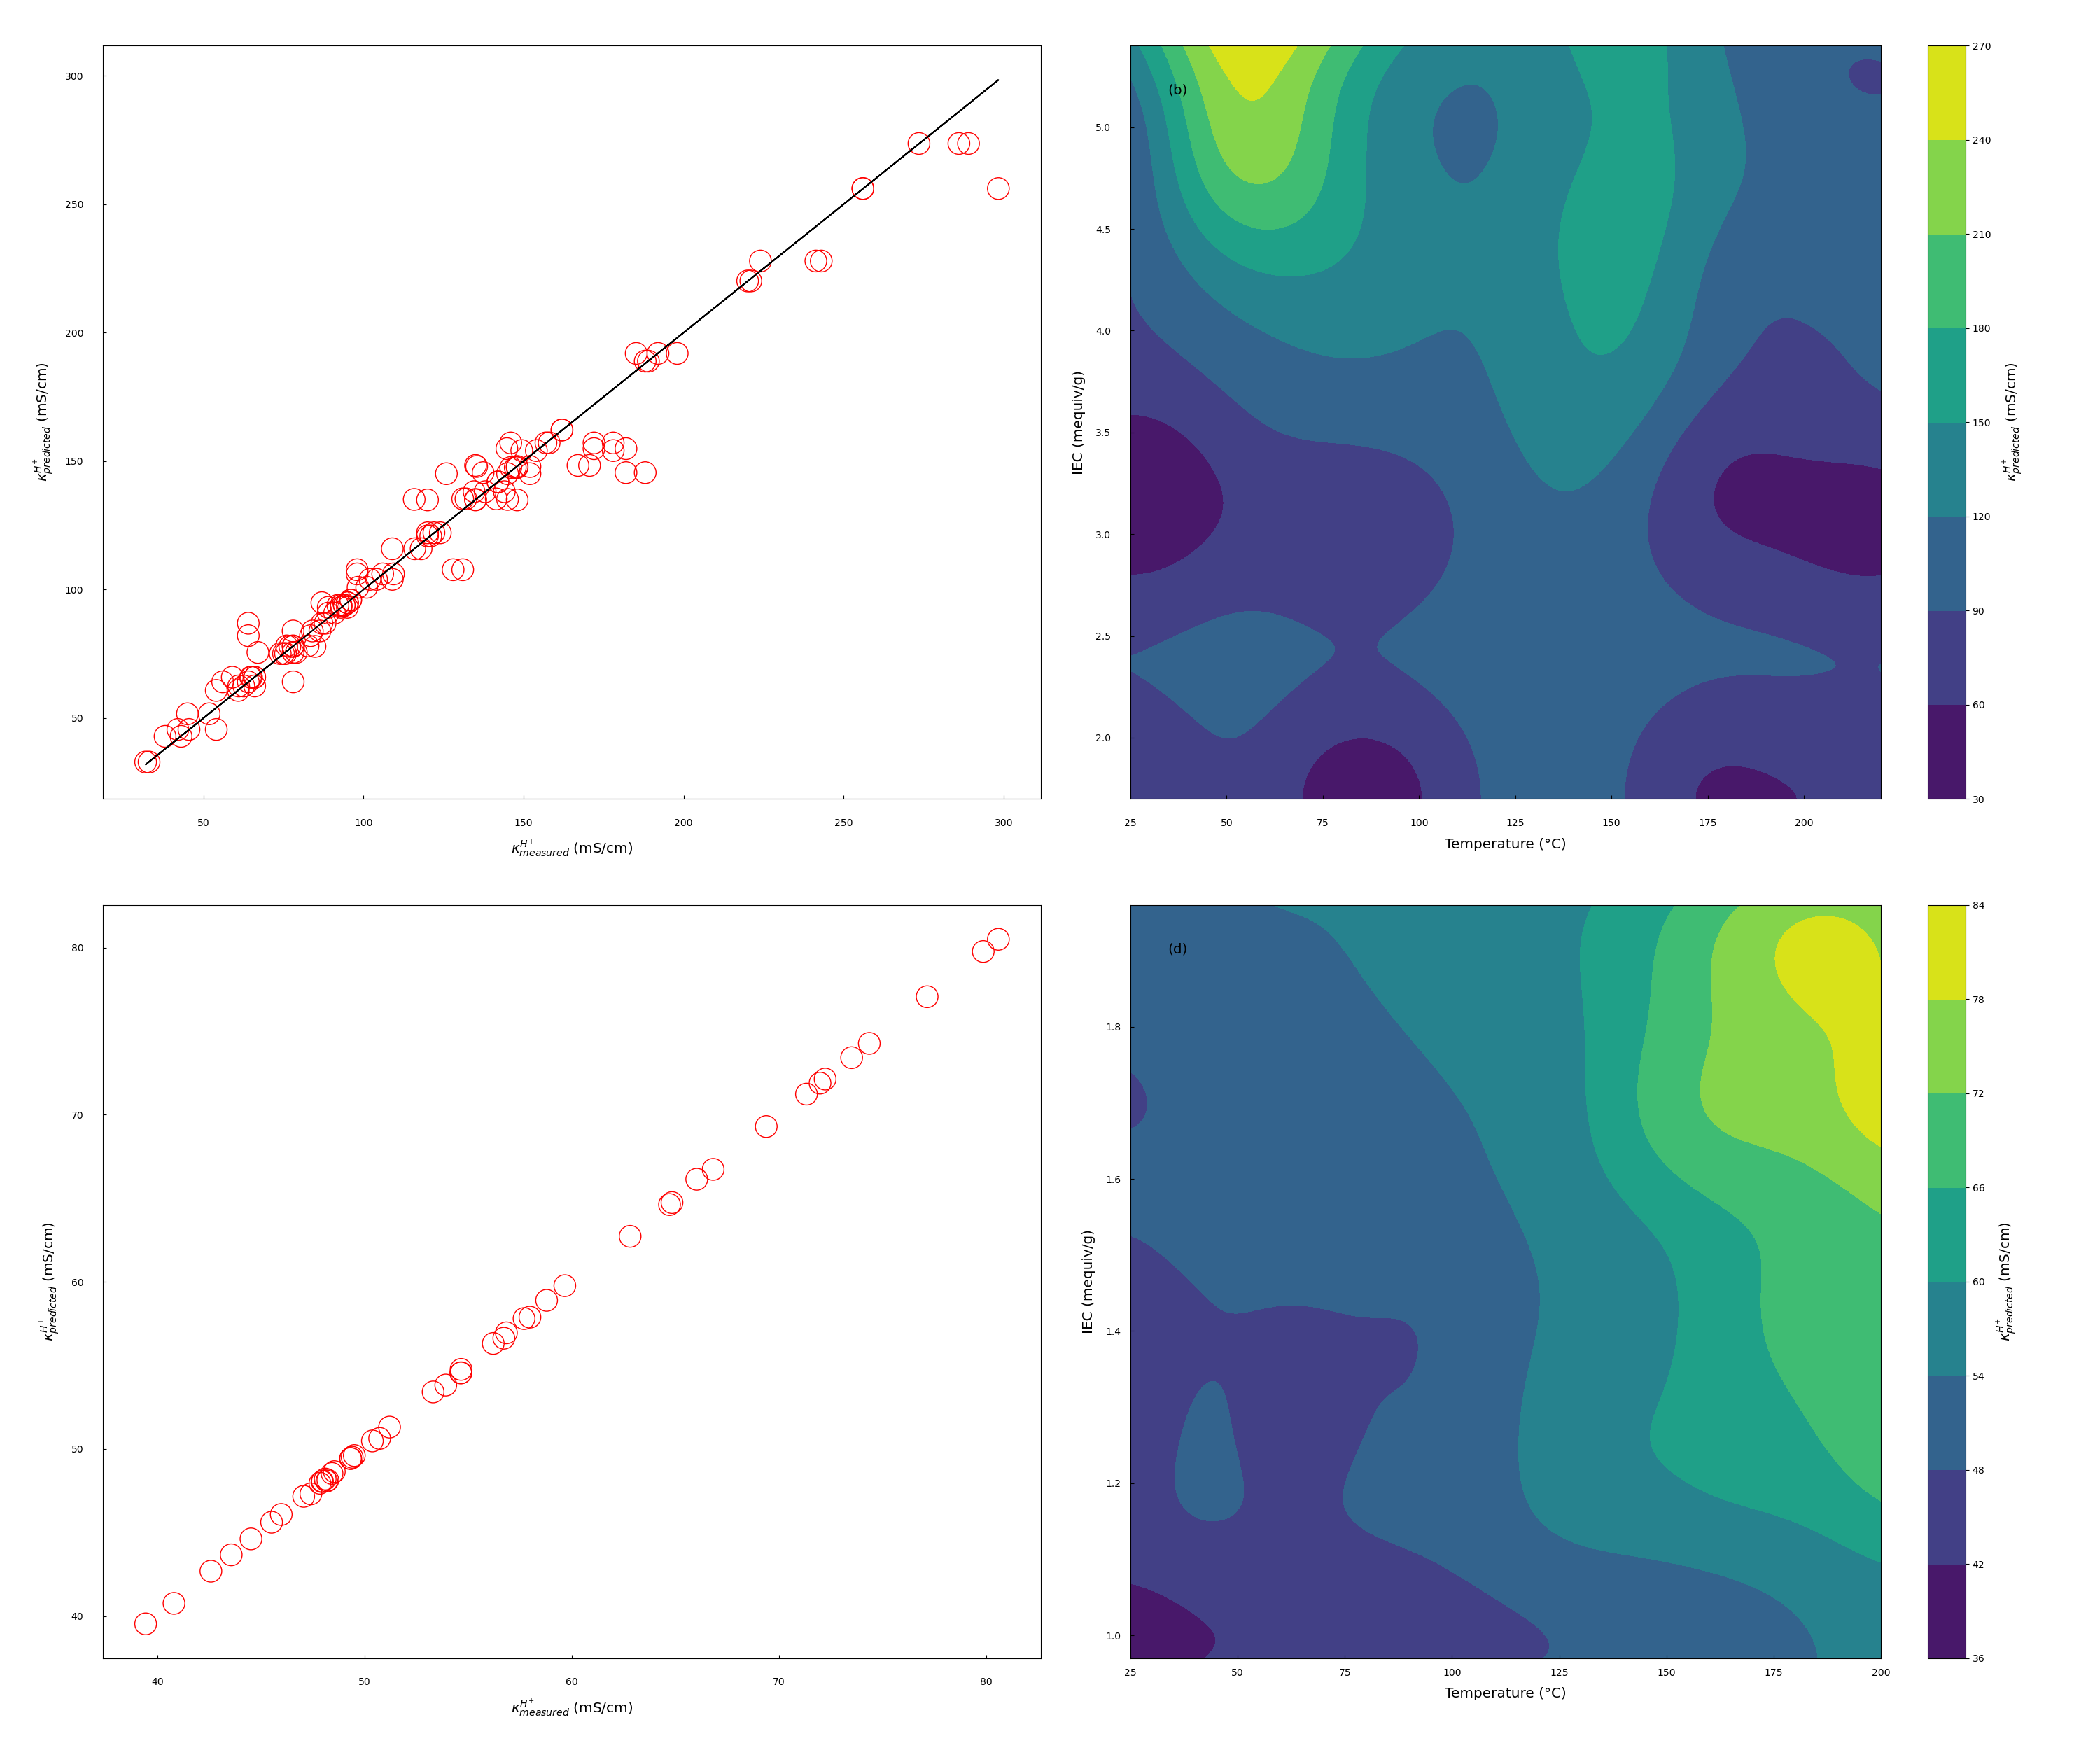 300
250
200
150
100
50
50 100 150 200 250 300
κ^{H^+}_{predicted} (mS/cm)
κ^{H^+}_{measured} (mS/cm)
(b)
5.0
4.5
4.0
3.5
3.0
2.5
2.0
25 50 75 100 125 150 175 200
IEC (mequiv/g)
Temperature (°C)
270
240
210
180
150
120
90
60
30
κ^{H^+}_{predicted} (mS/cm)
80
70
60
50
40
40 50 60 70 80
κ^{H^+}_{predicted} (mS/cm)
κ^{H^+}_{measured} (mS/cm)
(d)
1.8
1.6
1.4
1.2
1.0
25 50 75 100 125 150 175 200
IEC (mequiv/g)
Temperature (°C)
84
78
72
66
60
54
48
42
36
κ^{H^+}_{predicted} (mS/cm)